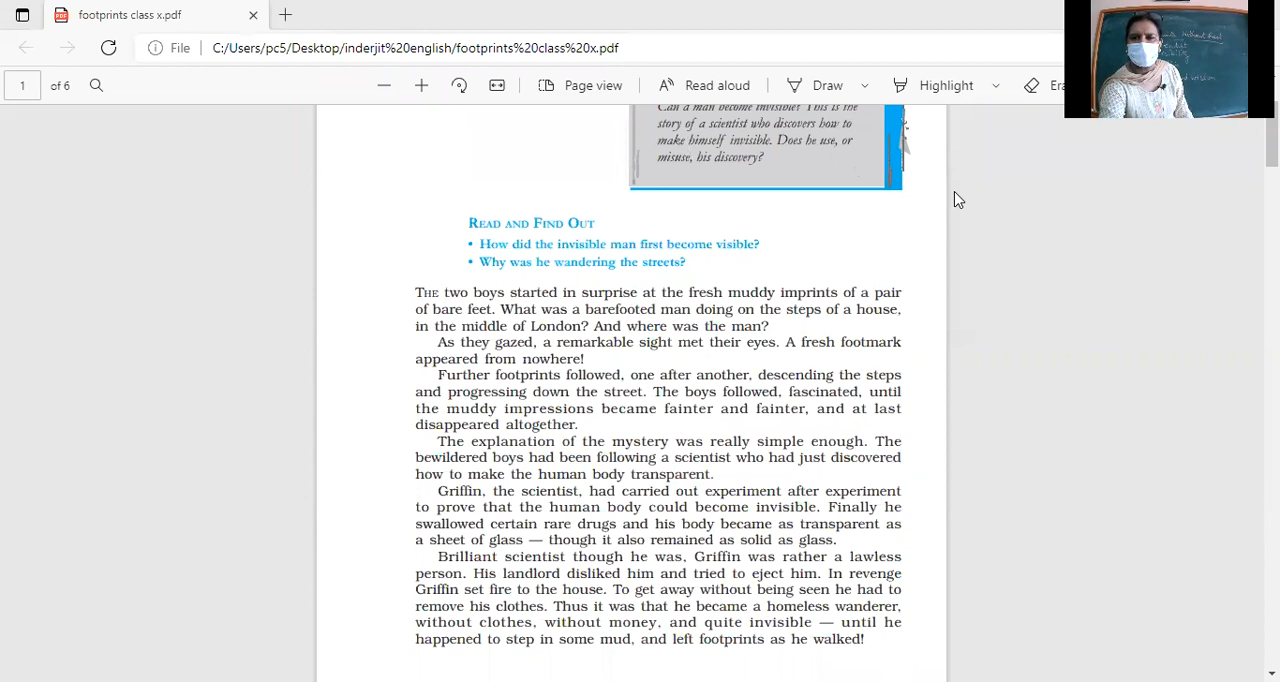 footprints class x.pdf
File C:/Users/pc5/Desktop/inderjit%20english/footprints%20class%20x.pdf
1 of 6 Page view Read aloud Draw Highlight
Can a man become invisible? This is the
story of a scientist who discovers how to
make himself invisible. Does he use, or
misuse, his discovery?
READ AND FIND OUT
• How did the invisible man first become visible?
• Why was he wandering the streets?
THE two boys started in surprise at the fresh muddy imprints of a pair
of bare feet. What was a barefooted man doing on the steps of a house,
in the middle of London? And where was the man?
As they gazed, a remarkable sight met their eyes. A fresh footmark
appeared from nowhere!
Further footprints followed, one after another, descending the steps
and progressing down the street. The boys followed, fascinated, until
the muddy impressions became fainter and fainter, and at last
disappeared altogether.
The explanation of the mystery was really simple enough. The
bewildered boys had been following a scientist who had just discovered
how to make the human body transparent.
Griffin, the scientist, had carried out experiment after experiment
to prove that the human body could become invisible. Finally he
swallowed certain rare drugs and his body became as transparent as
a sheet of glass — though it also remained as solid as glass.
Brilliant scientist though he was, Griffin was rather a lawless
person. His landlord disliked him and tried to eject him. In revenge
Griffin set fire to the house. To get away without being seen he had to
remove his clothes. Thus it was that he became a homeless wanderer,
without clothes, without money, and quite invisible — until he
happened to step in some mud, and left footprints as he walked!